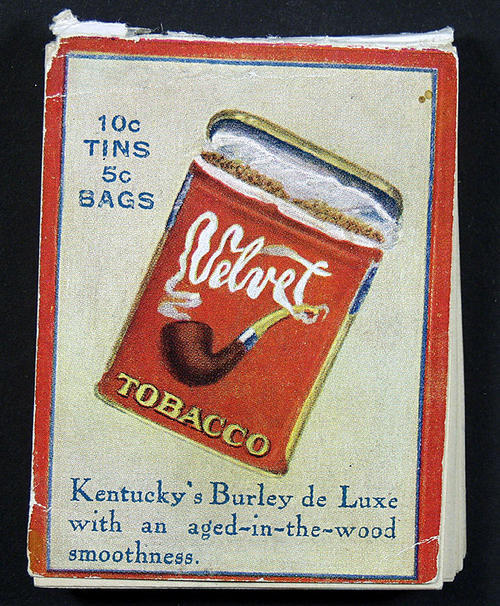 10c
TINS
5c
BAGS
Velvet
TOBACCO
Kentucky's Burley de Luxe
with an aged-in-the-wood
smoothness.